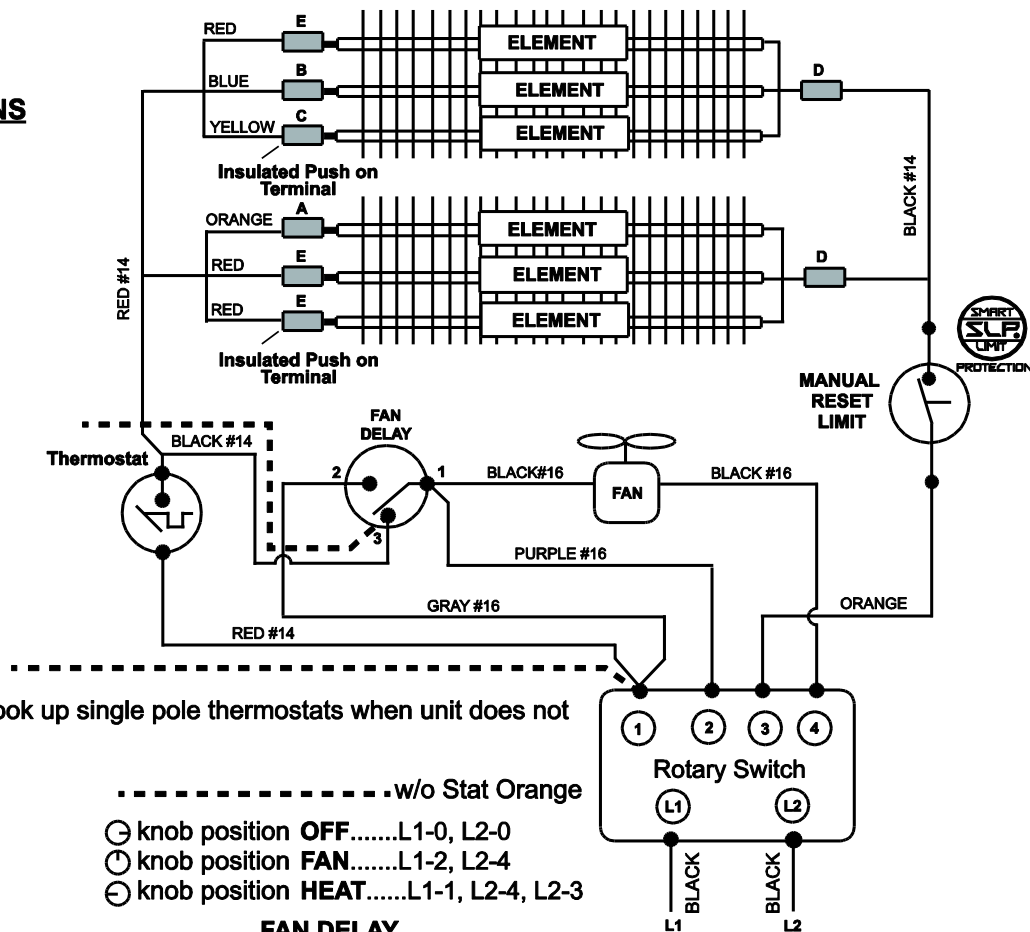 NS
RED
E
ELEMENT
BLUE
B
ELEMENT
D
YELLOW
C
ELEMENT
Insulated Push on
Terminal
BLACK #14
ORANGE
A
ELEMENT
RED
E
ELEMENT
D
RED
E
ELEMENT
RED #14
Insulated Push on
Terminal
SMART
SLP.
LIMIT
PROTECTION
MANUAL
RESET
LIMIT
FAN
DELAY
BLACK #14
Thermostat
2
1
3
BLACK#16
FAN
BLACK #16
PURPLE #16
GRAY #16
ORANGE
RED #14
ook up single pole thermostats when unit does not
1
2
3
4
Rotary Switch
L1
L2
w/o Stat Orange
knob position OFF.......L1-0, L2-0
knob position FAN.......L1-2, L2-4
knob position HEAT......L1-1, L2-4, L2-3
BLACK
BLACK
L1
L2
FAN DELAY